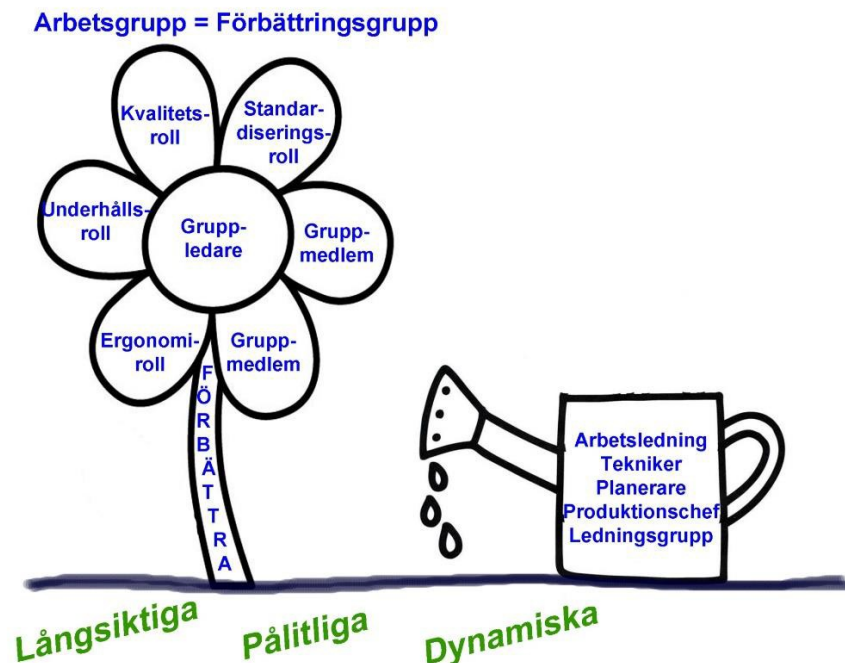 Arbetsgrupp = Förbättringsgrupp
Kvalitets-
roll
Standar-
diserings-
roll
Underhålls-
roll
Grupp-
ledare
Grupp-
medlem
Ergonomi-
roll
Grupp-
medlem
FÖRBÄTTRA
Arbetsledning
Tekniker
Planerare
Produktionschef
Ledningsgrupp
Långsiktiga
Pålitliga
Dynamiska